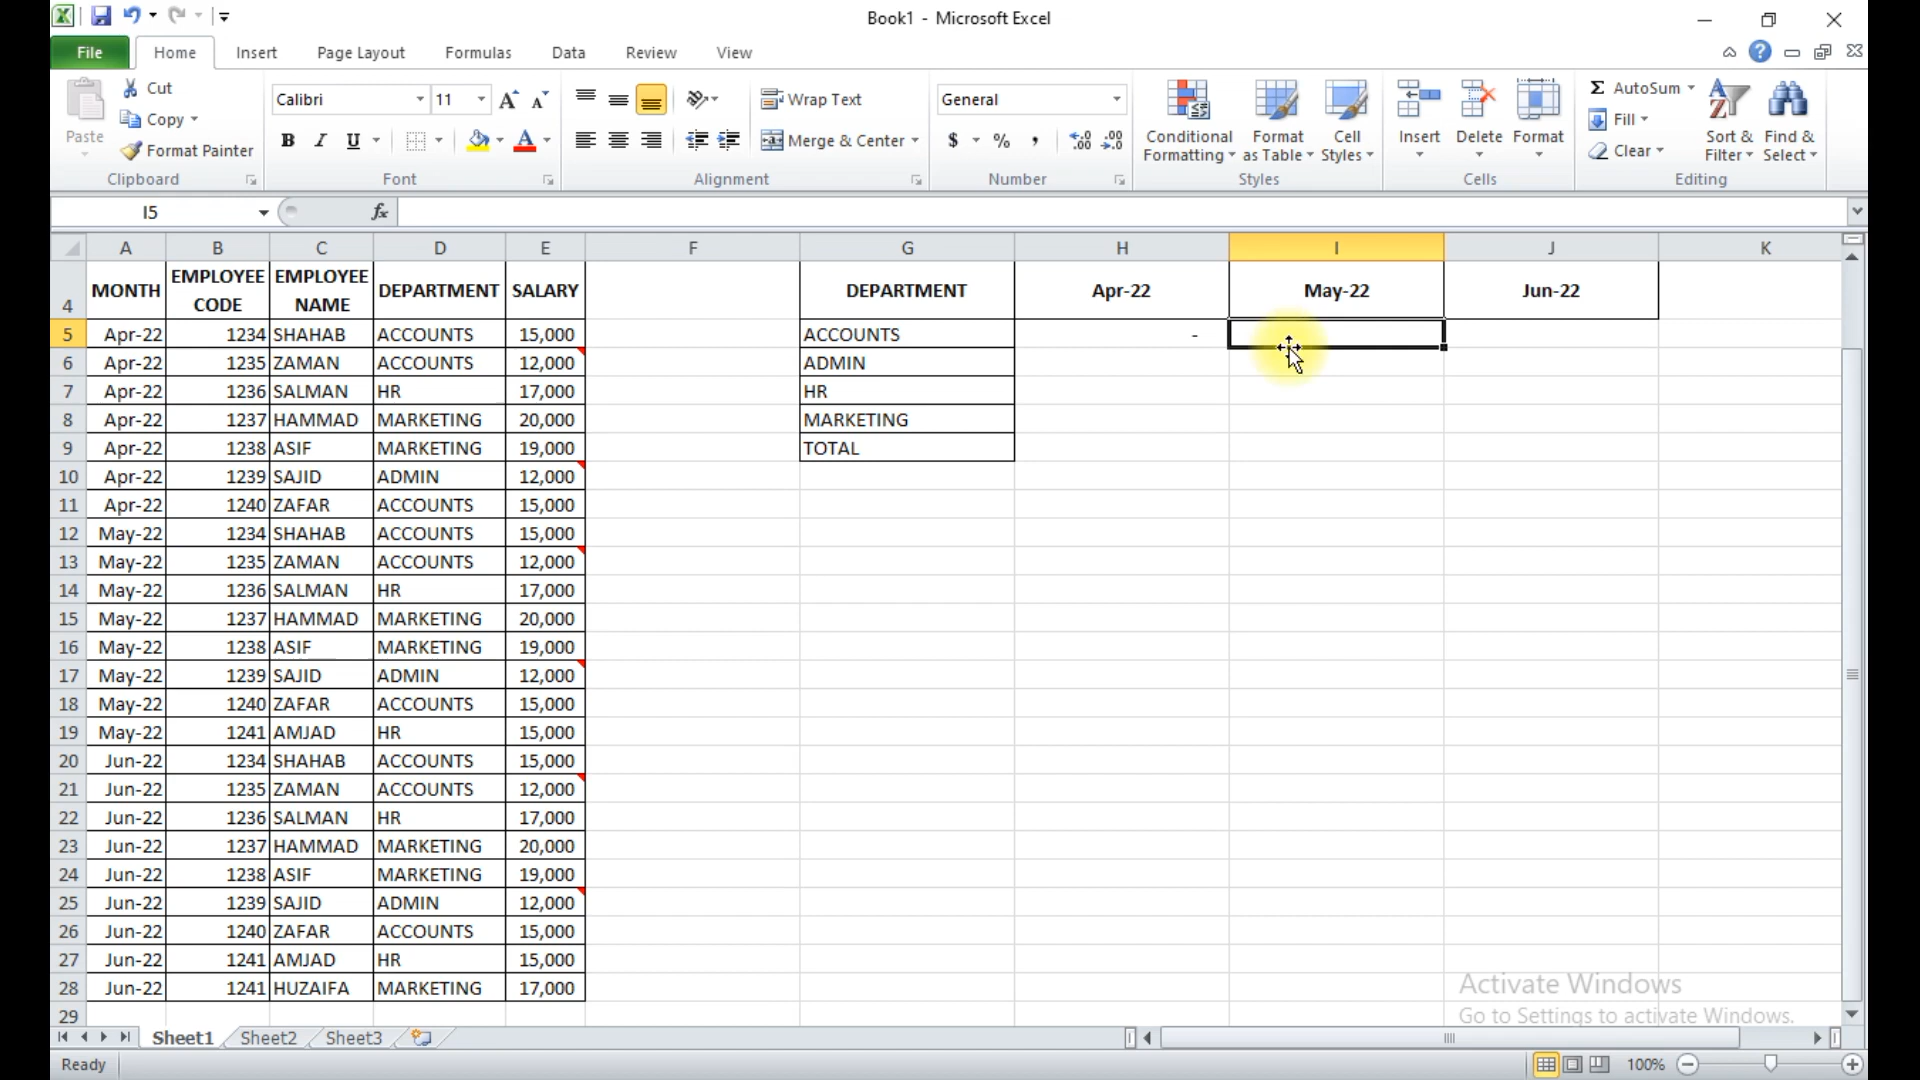 Book1 - Microsoft Excel
File Home Insert Page Layout Formulas Data Review View
Cut
Copy
Format Painter
Paste
Clipboard
Calibri 11
B I U A
Font
Wrap Text
Merge & Center
Alignment
General
$ % ,
Number
Conditional Formatting
Format as Table
Cell Styles
Styles
Insert Delete Format
Cells
Σ AutoSum
Fill
Clear
Sort & Filter
Find & Select
Editing
I5 fx
A B C D E F G H I J K
4 MONTH EMPLOYEE CODE EMPLOYEE NAME DEPARTMENT SALARY DEPARTMENT Apr-22 May-22 Jun-22
5 Apr-22 1234 SHAHAB ACCOUNTS 15,000 ACCOUNTS -
6 Apr-22 1235 ZAMAN ACCOUNTS 12,000 ADMIN
7 Apr-22 1236 SALMAN HR 17,000 HR
8 Apr-22 1237 HAMMAD MARKETING 20,000 MARKETING
9 Apr-22 1238 ASIF MARKETING 19,000 TOTAL
10 Apr-22 1239 SAJID ADMIN 12,000
11 Apr-22 1240 ZAFAR ACCOUNTS 15,000
12 May-22 1234 SHAHAB ACCOUNTS 15,000
13 May-22 1235 ZAMAN ACCOUNTS 12,000
14 May-22 1236 SALMAN HR 17,000
15 May-22 1237 HAMMAD MARKETING 20,000
16 May-22 1238 ASIF MARKETING 19,000
17 May-22 1239 SAJID ADMIN 12,000
18 May-22 1240 ZAFAR ACCOUNTS 15,000
19 May-22 1241 AMJAD HR 15,000
20 Jun-22 1234 SHAHAB ACCOUNTS 15,000
21 Jun-22 1235 ZAMAN ACCOUNTS 12,000
22 Jun-22 1236 SALMAN HR 17,000
23 Jun-22 1237 HAMMAD MARKETING 20,000
24 Jun-22 1238 ASIF MARKETING 19,000
25 Jun-22 1239 SAJID ADMIN 12,000
26 Jun-22 1240 ZAFAR ACCOUNTS 15,000
27 Jun-22 1241 AMJAD HR 15,000
28 Jun-22 1241 HUZAIFA MARKETING 17,000
29
Activate Windows
Go to Settings to activate Windows.
Sheet1 Sheet2 Sheet3
Ready 100%